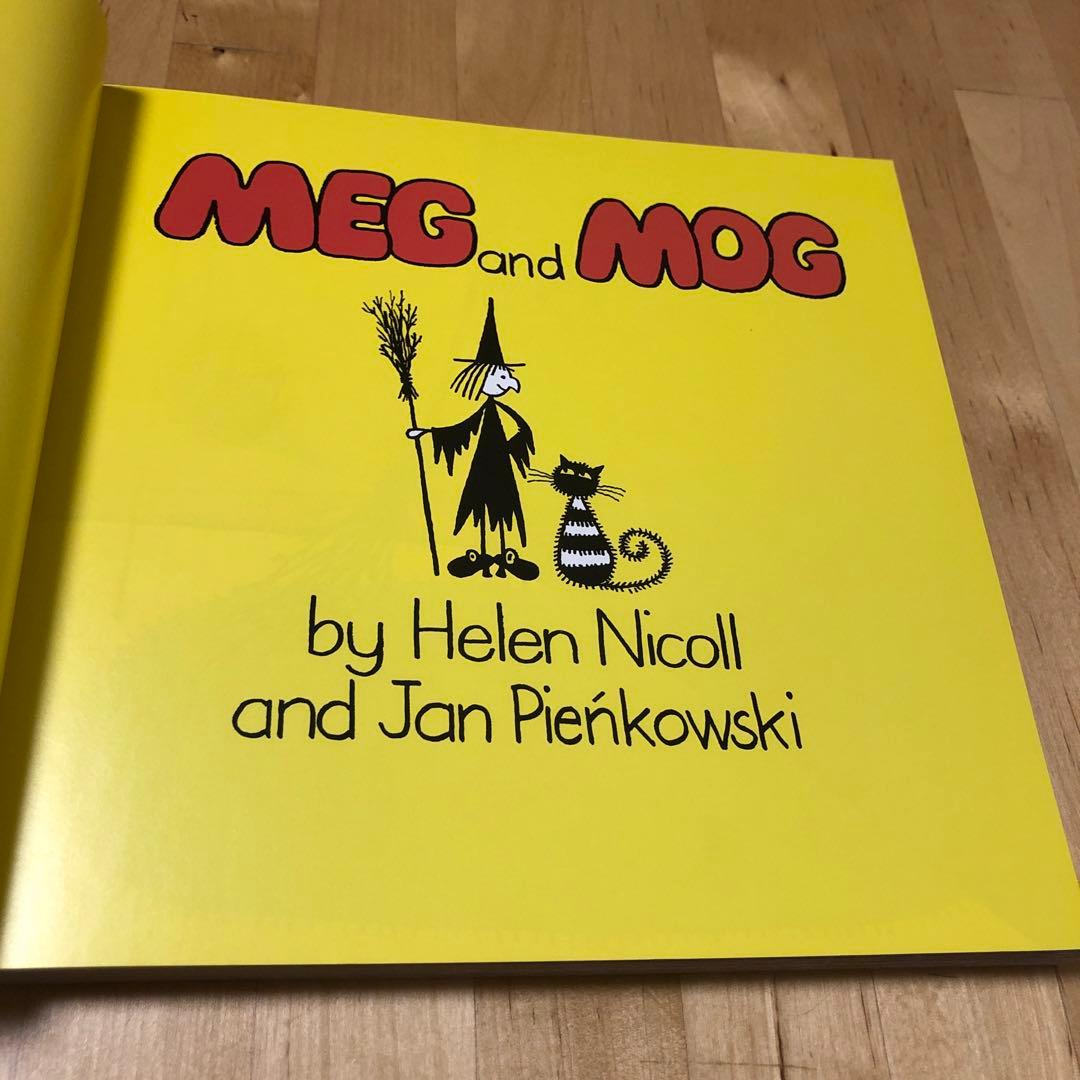 MEG and MOG
by Helen Nicoll
and Jan Pieńkowski